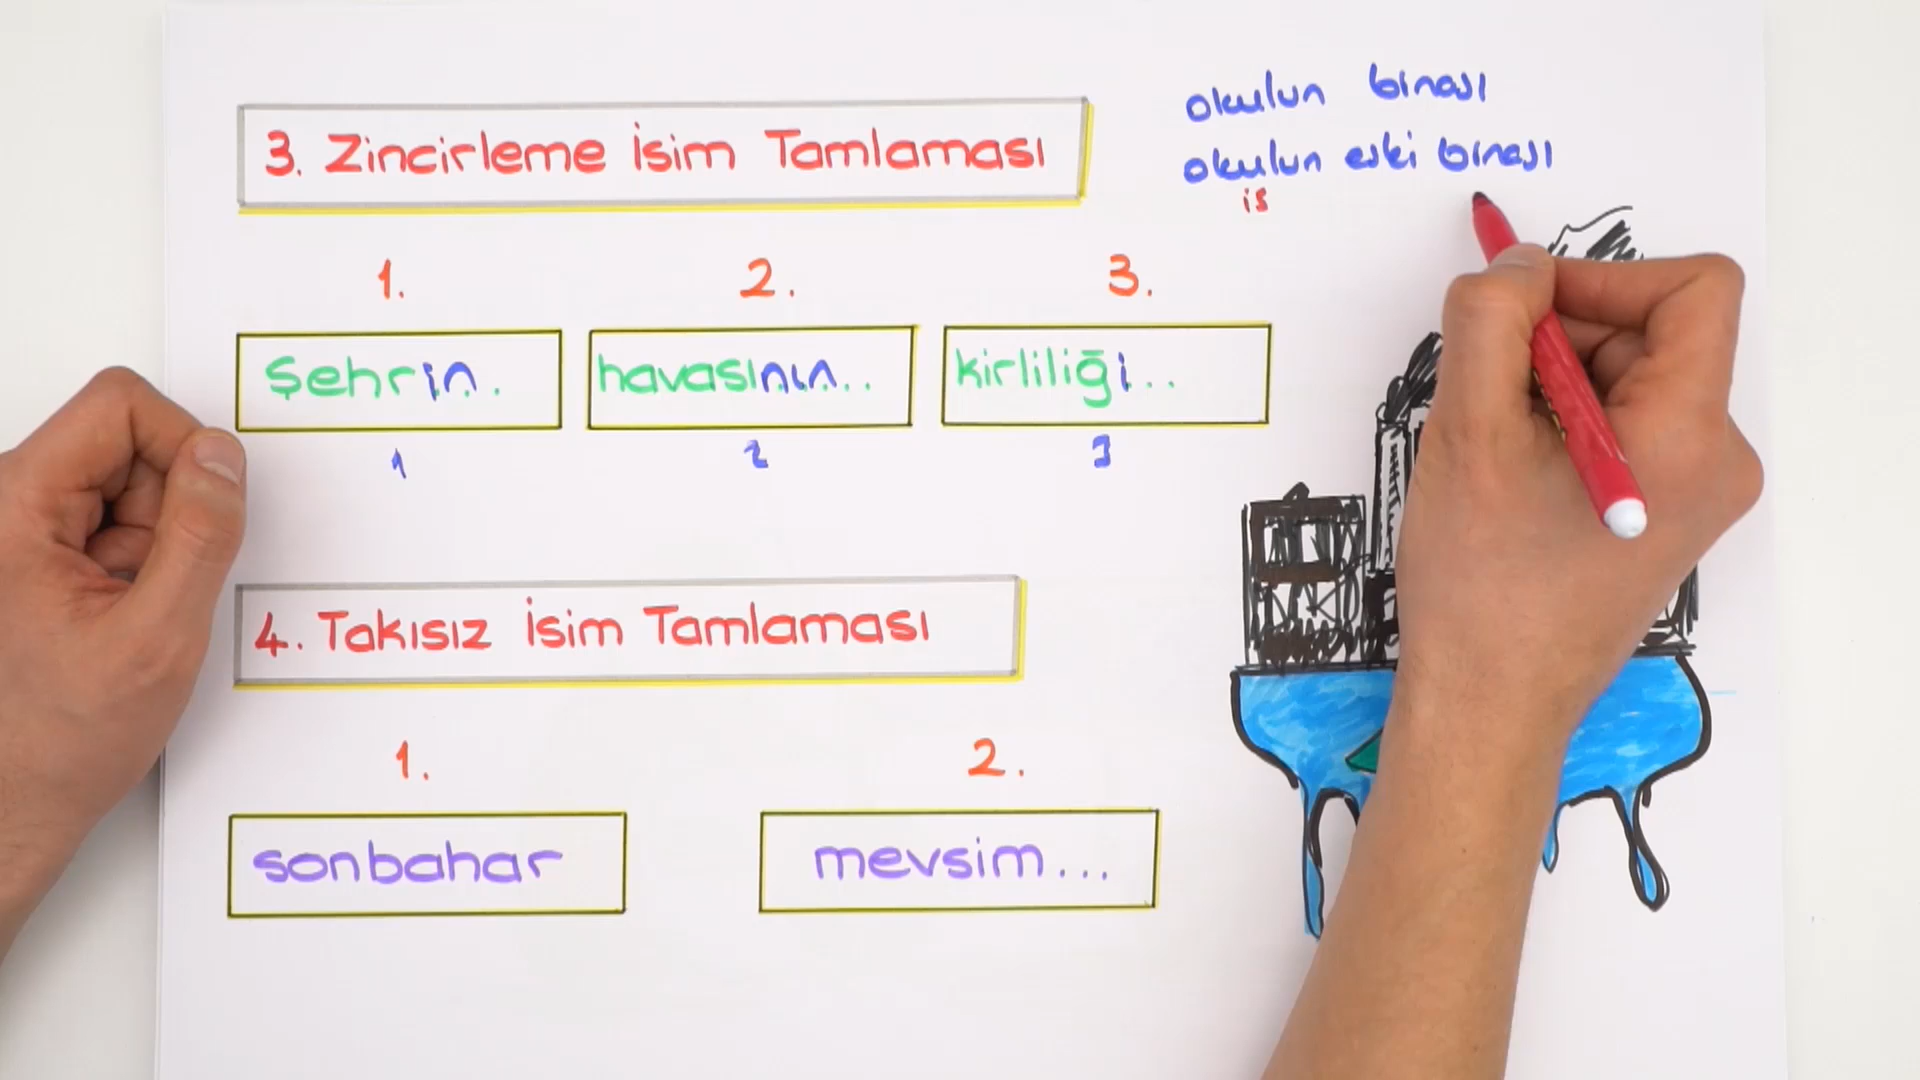 okulun binası
okulun eski binası
is
3. Zincirleme İsim Tamlaması
1. 2. 3.
Şehrin. havasının.. kirliliği..
1 2 3
4. Takısız İsim Tamlaması
1. 2.
sonbahar mevsim...